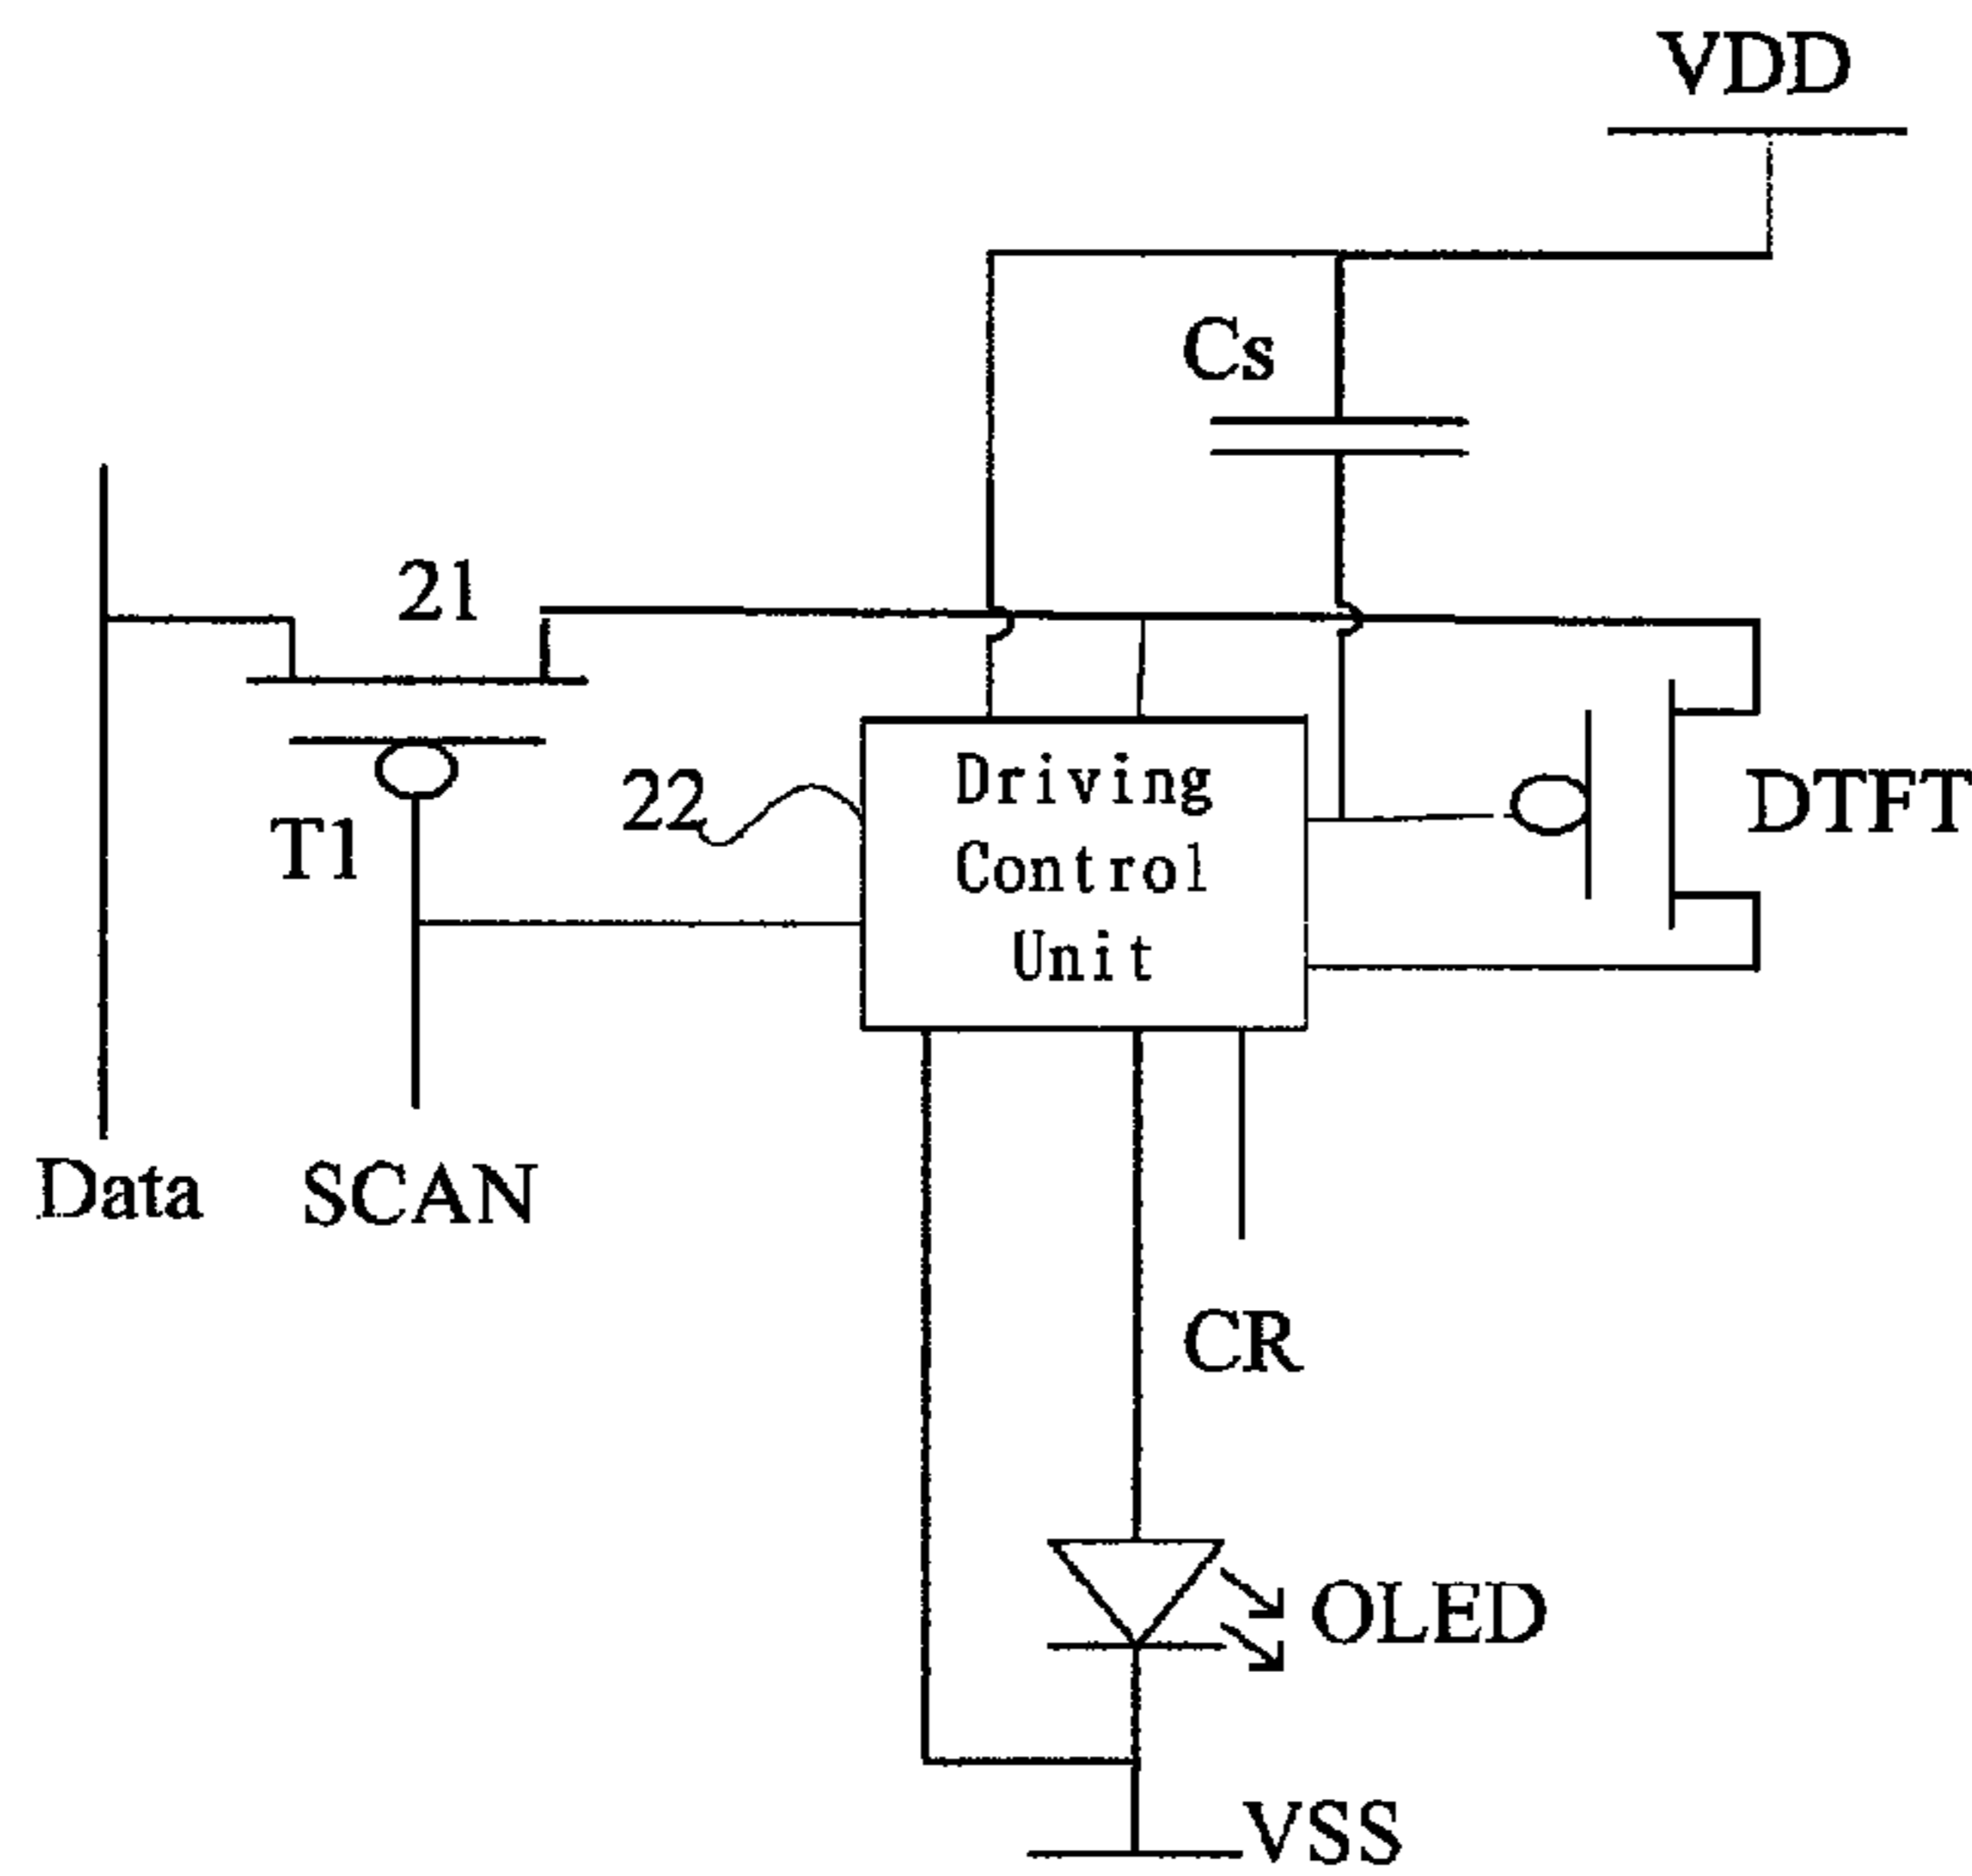 VDD
Cs
21
22
Driving
Control
Unit
DTFT
T1
Data
SCAN
CR
OLED
VSS